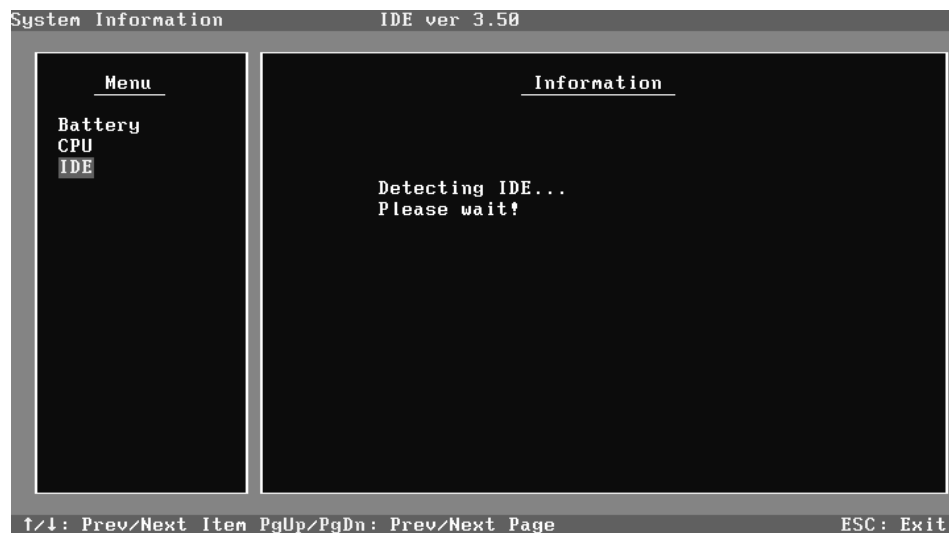 System Information IDE ver 3.50
Menu
Battery
CPU
IDE
Information
Detecting IDE...
Please wait!
↑/↓: Prev/Next Item PgUp/PgDn: Prev/Next Page ESC: Exit